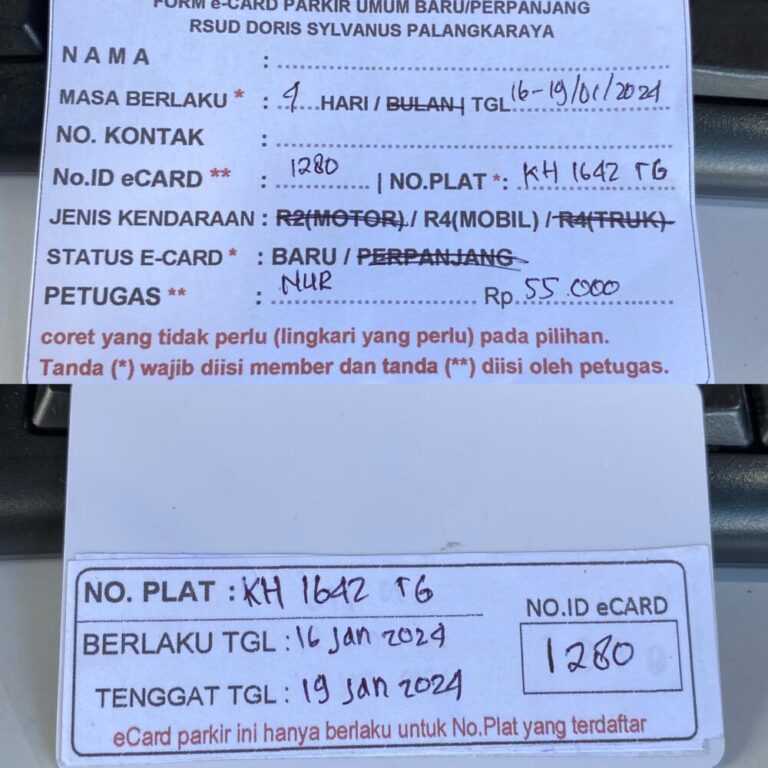 FORM e-CARD PARKIR UMUM BARU/PERPANJANG
RSUD DORIS SYLVANUS PALANGKARAYA
NAMA :
MASA BERLAKU * : 4 HARI / BULAN | TGL 16-19/01/2024
NO. KONTAK :
No.ID eCARD ** : 1280 | NO.PLAT *: KH 1642 TG
JENIS KENDARAAN : R2(MOTOR) / R4(MOBIL) / R4(TRUK)
STATUS E-CARD * : BARU / PERPANJANG
PETUGAS ** : NUR Rp. 55.000
coret yang tidak perlu (lingkari yang perlu) pada pilihan.
Tanda (*) wajib diisi member dan tanda (**) diisi oleh petugas.
NO. PLAT : KH 1642 TG
NO.ID eCARD
BERLAKU TGL : 16 Jan 2024
1280
TENGGAT TGL : 19 Jan 2024
eCard parkir ini hanya berlaku untuk No.Plat yang terdaftar